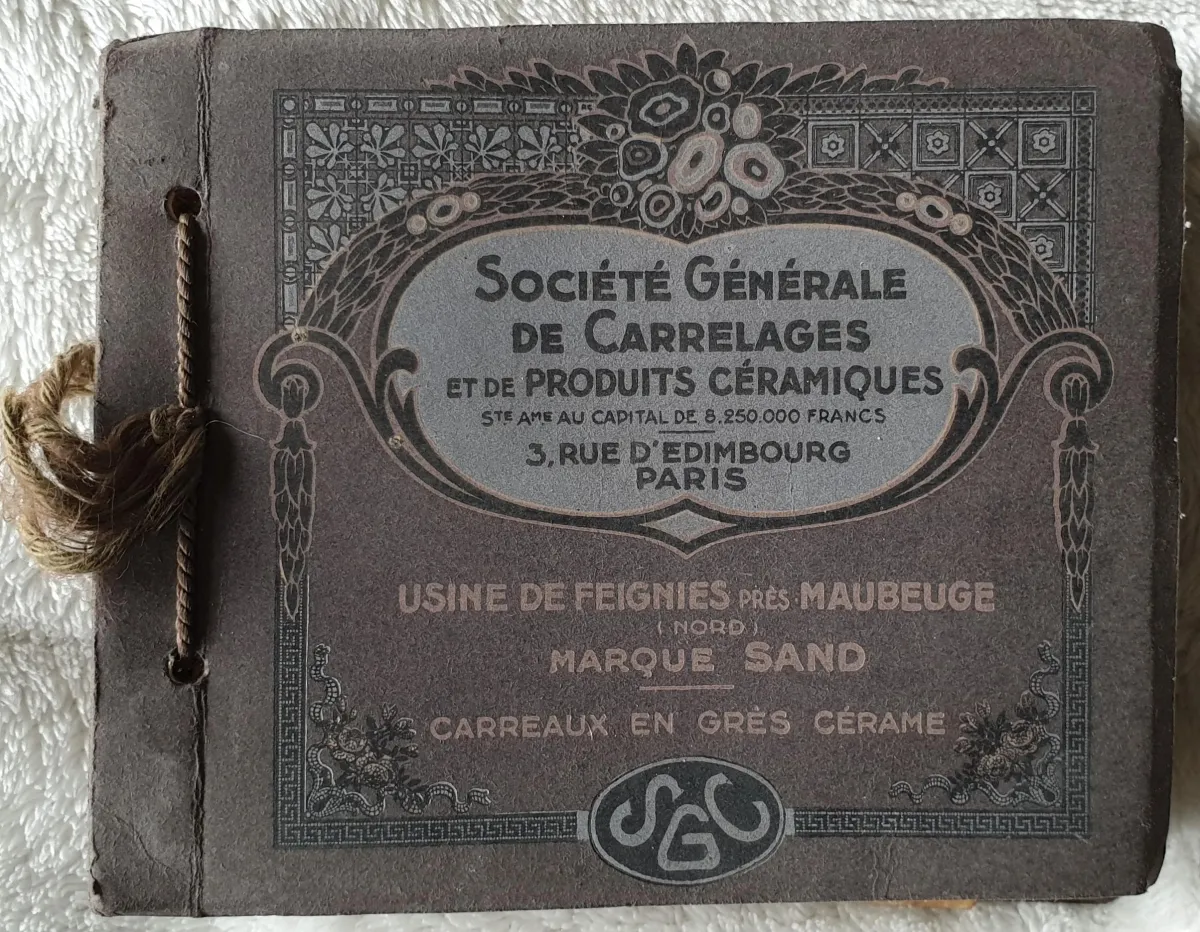 SOCIÉTÉ GÉNÉRALE
DE CARRELAGES
ET DE PRODUITS CÉRAMIQUES
STE AME AU CAPITAL DE 8.250.000 FRANCS
3, RUE D'EDIMBOURG
PARIS
USINE DE FEIGNIES PRÈS MAUBEUGE
(NORD)
MARQUE SAND
CARREAUX EN GRÈS CÉRAME
SGC